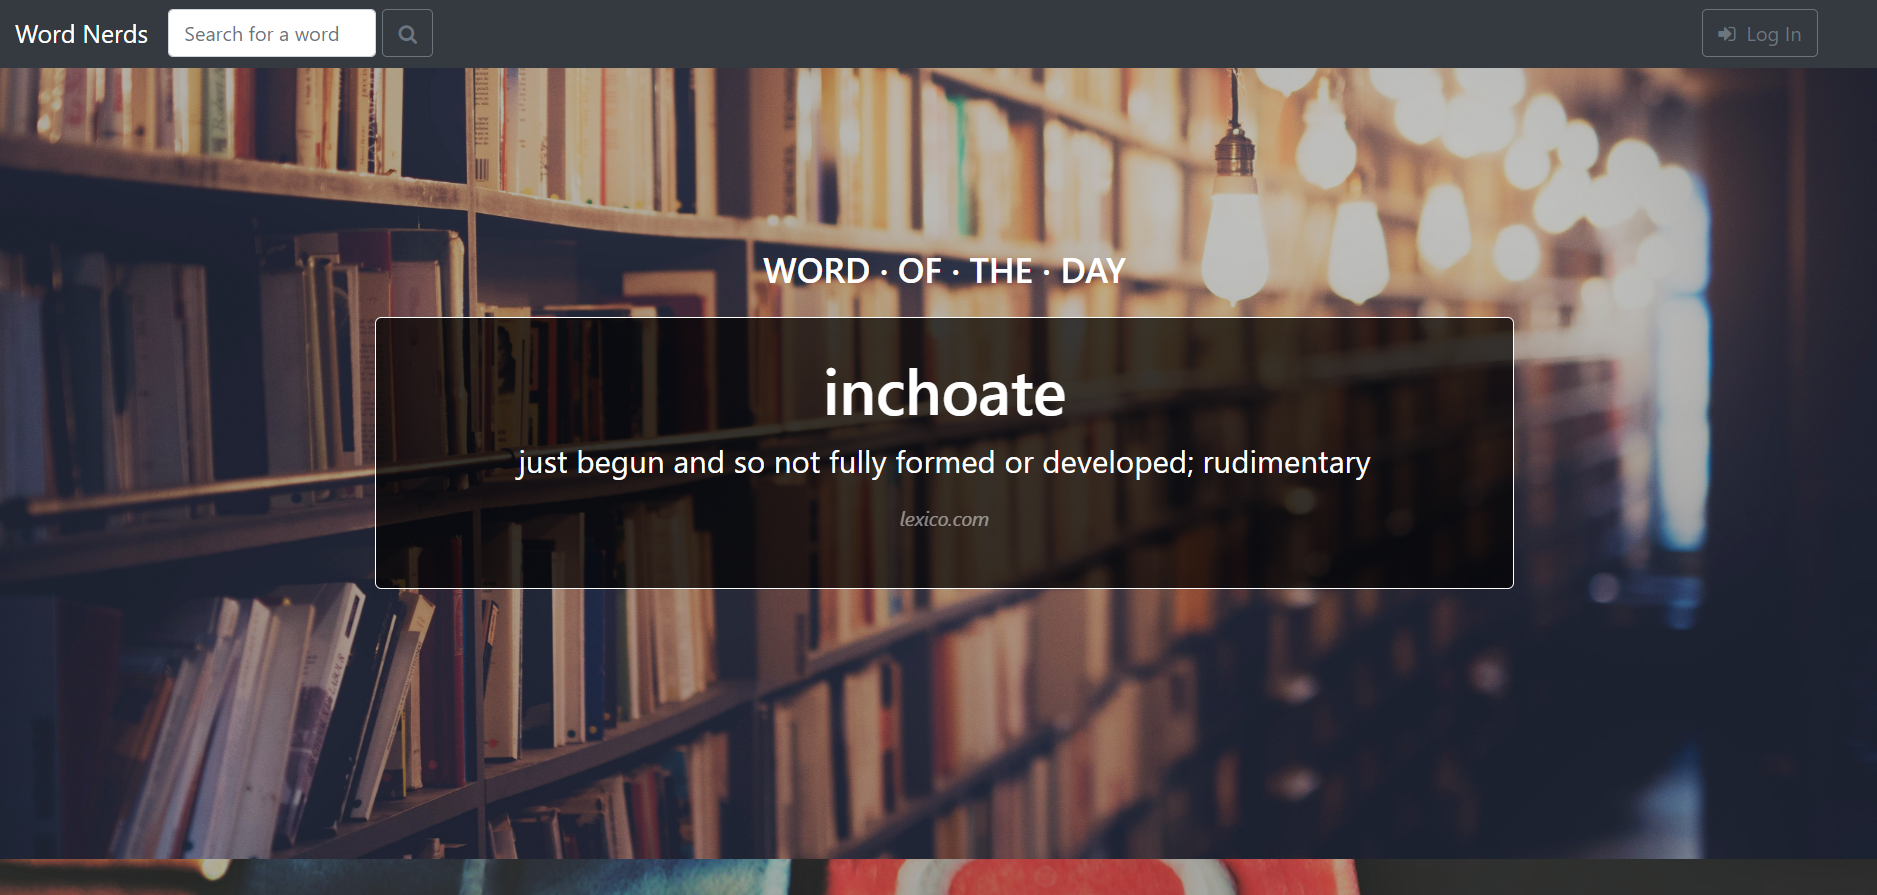 Word Nerds
Search for a word
Log In
WORD · OF · THE · DAY
inchoate
just begun and so not fully formed or developed; rudimentary
lexico.com